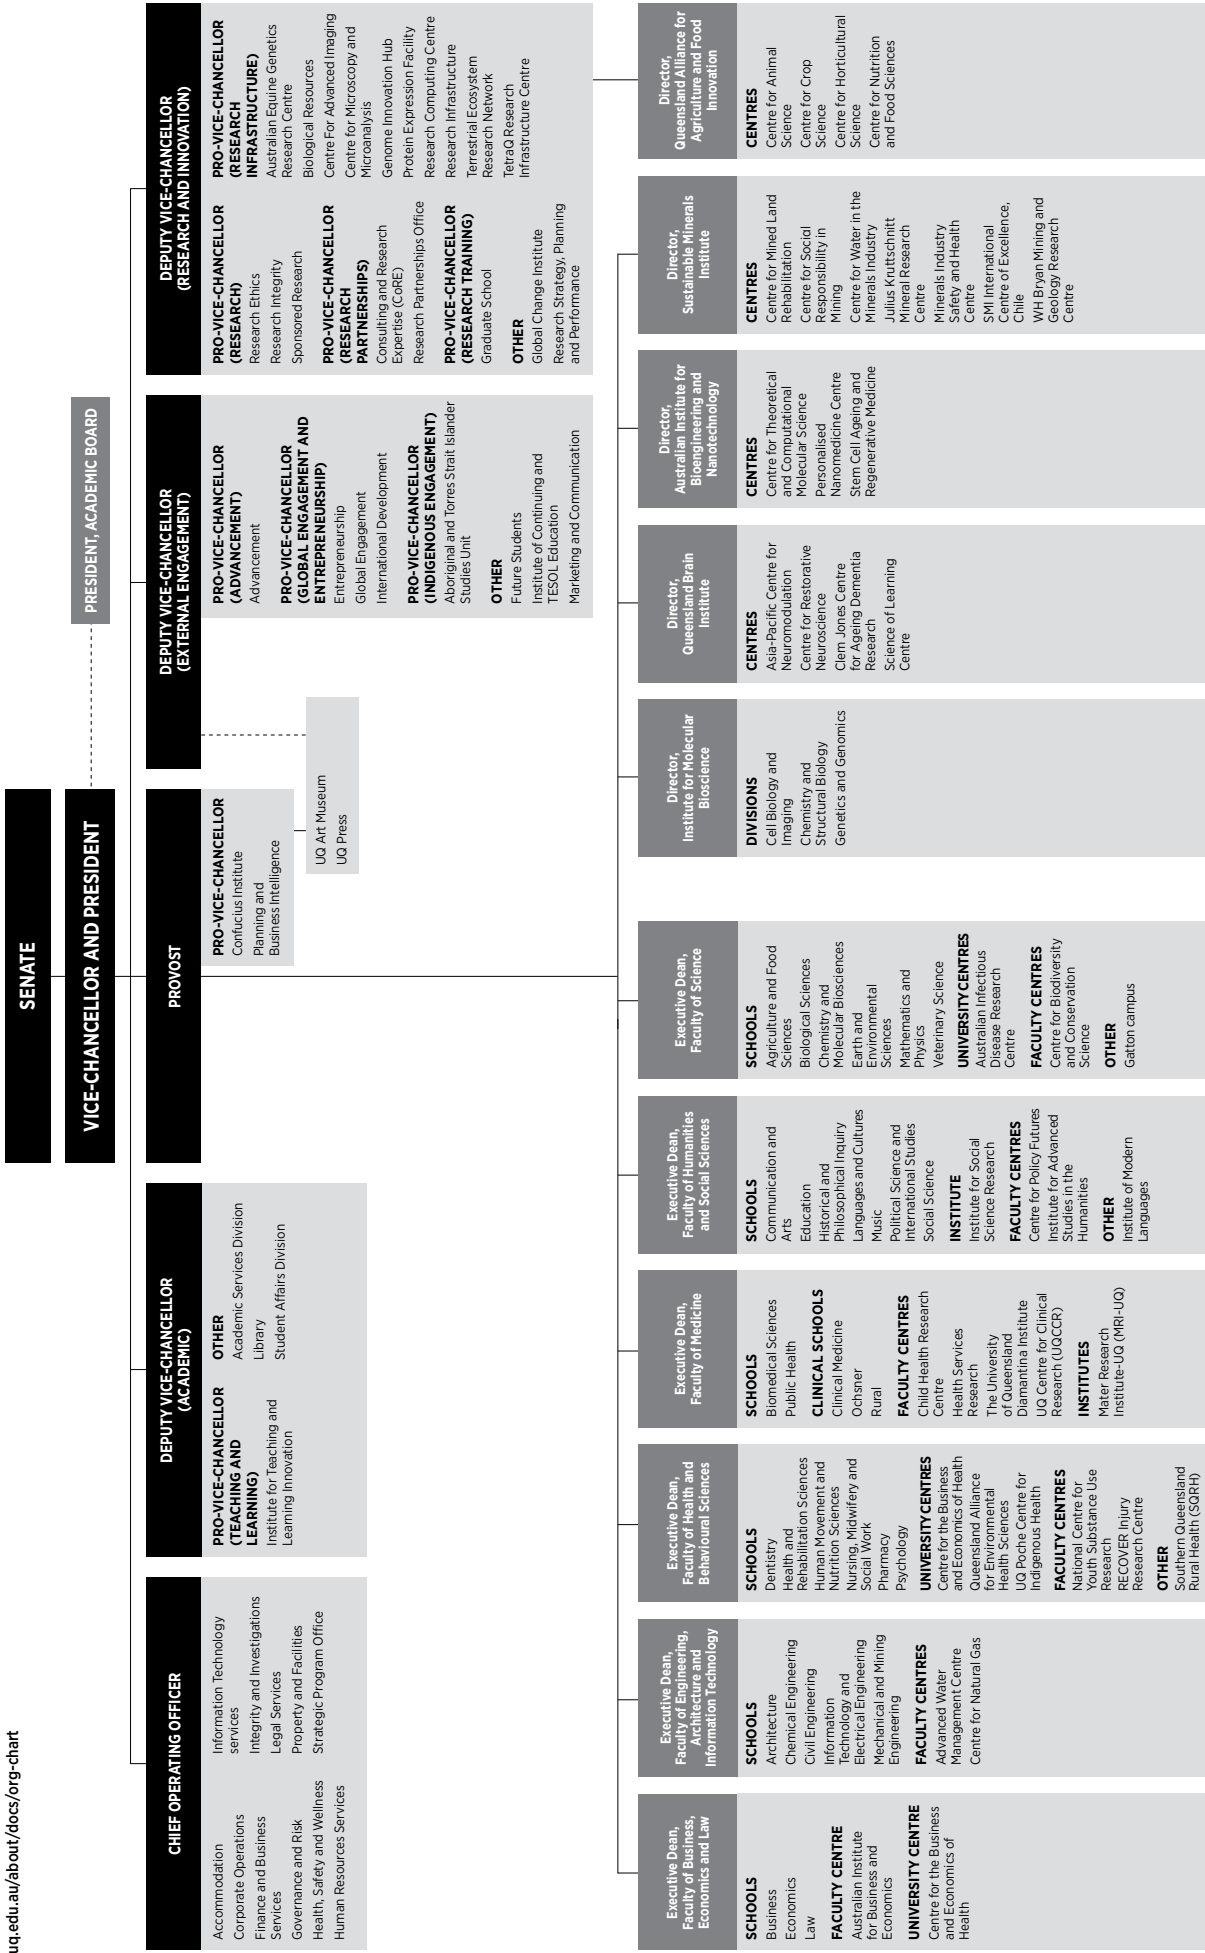 uq.edu.au/about/docs/org-chart
SENATE
VICE-CHANCELLOR AND PRESIDENT
PRESIDENT, ACADEMIC BOARD
CHIEF OPERATING OFFICER
Accommodation
Corporate Operations
Finance and Business
Services
Governance and Risk
Health, Safety and Wellness
Human Resources Services
Information Technology
services
Integrity and Investigations
Legal Services
Property and Facilities
Strategic Program Office
DEPUTY VICE-CHANCELLOR
(ACADEMIC)
PRO-VICE-CHANCELLOR
(TEACHING AND
LEARNING)
Institute for Teaching and
Learning Innovation
OTHER
Academic Services Division
Library
Student Affairs Division
PROVOST
PRO-VICE-CHANCELLOR
Confucius Institute
Planning and
Business Intelligence
UQ Art Museum
UQ Press
DEPUTY VICE-CHANCELLOR
(EXTERNAL ENGAGEMENT)
PRO-VICE-CHANCELLOR
(ADVANCEMENT)
Advancement
PRO-VICE-CHANCELLOR
(GLOBAL ENGAGEMENT AND
ENTREPRENEURSHIP)
Entrepreneurship
Global Engagement
International Development
PRO-VICE-CHANCELLOR
(INDIGENOUS ENGAGEMENT)
Aboriginal and Torres Strait Islander
Studies Unit
OTHER
Future Students
Institute of Continuing and
TESOL Education
Marketing and Communication
DEPUTY VICE-CHANCELLOR
(RESEARCH AND INNOVATION)
PRO-VICE-CHANCELLOR
(RESEARCH)
Research Ethics
Research Integrity
Sponsored Research
PRO-VICE-CHANCELLOR
(RESEARCH
PARTNERSHIPS)
Consulting and Research
Expertise (CoRE)
Research Partnerships Office
PRO-VICE-CHANCELLOR
(RESEARCH TRAINING)
Graduate School
OTHER
Global Change Institute
Research Strategy, Planning
and Performance
PRO-VICE-CHANCELLOR
(RESEARCH
INFRASTRUCTURE)
Australian Equine Genetics
Research Centre
Biological Resources
Centre For Advanced Imaging
Centre for Microscopy and
Microanalysis
Genome Innovation Hub
Protein Expression Facility
Research Computing Centre
Research Infrastructure
Terrestrial Ecosystem
Research Network
TetraQ Research
Infrastructure Centre
Executive Dean,
Faculty of Business,
Economics and Law
SCHOOLS
Business
Economics
Law
FACULTY CENTRE
Australian Institute
for Business and
Economics
UNIVERSITY CENTRE
Centre for the Business
and Economics of
Health
Executive Dean,
Faculty of Engineering,
Architecture and
Information Technology
SCHOOLS
Architecture
Chemical Engineering
Civil Engineering
Information
Technology and
Electrical Engineering
Mechanical and Mining
Engineering
FACULTY CENTRES
Advanced Water
Management Centre
Centre for Natural Gas
Executive Dean,
Faculty of Health and
Behavioural Sciences
SCHOOLS
Dentistry
Health and
Rehabilitation Sciences
Human Movement and
Nutrition Sciences
Nursing, Midwifery and
Social Work
Pharmacy
Psychology
UNIVERSITY CENTRES
Centre for the Business
and Economics of Health
Queensland Alliance
for Environmental
Health Sciences
UQ Poche Centre for
Indigenous Health
FACULTY CENTRES
National Centre for
Youth Substance Use
Research
RECOVER Injury
Research Centre
OTHER
Southern Queensland
Rural Health (SQRH)
Executive Dean,
Faculty of Medicine
SCHOOLS
Biomedical Sciences
Public Health
CLINICAL SCHOOLS
Clinical Medicine
Ochsner
Rural
FACULTY CENTRES
Child Health Research
Centre
Health Services
Research
The University
of Queensland
Diamantina Institute
UQ Centre for Clinical
Research (UQCCR)
INSTITUTES
Mater Research
Institute-UQ (MRI-UQ)
Executive Dean,
Faculty of Humanities
and Social Sciences
SCHOOLS
Communication and
Arts
Education
Historical and
Philosophical Inquiry
Languages and Cultures
Music
Political Science and
International Studies
Social Science
INSTITUTE
Institute for Social
Science Research
FACULTY CENTRES
Centre for Policy Futures
Institute for Advanced
Studies in the
Humanities
OTHER
Institute of Modern
Languages
Executive Dean,
Faculty of Science
SCHOOLS
Agriculture and Food
Sciences
Biological Sciences
Chemistry and
Molecular Biosciences
Earth and
Environmental
Sciences
Mathematics and
Physics
Veterinary Science
UNIVERSITY CENTRES
Australian Infectious
Disease Research
Centre
FACULTY CENTRES
Centre for Biodiversity
and Conservation
Science
OTHER
Gatton campus
Director,
Institute for Molecular
Bioscience
DIVISIONS
Cell Biology and
Imaging
Chemistry and
Structural Biology
Genetics and Genomics
Director,
Queensland Brain
Institute
CENTRES
Asia-Pacific Centre for
Neuromodulation
Centre for Restorative
Neuroscience
Clem Jones Centre
for Ageing Dementia
Research
Science of Learning
Centre
Director,
Australian Institute for
Bioengineering and
Nanotechnology
CENTRES
Centre for Theoretical
and Computational
Molecular Science
Personalised
Nanomedicine Centre
Stem Cell Ageing and
Regenerative Medicine
Director,
Sustainable Minerals
Institute
CENTRES
Centre for Mined Land
Rehabilitation
Centre for Sociol
Responsibility in
Mining
Centre for Water in the
Minerals Industry
Julius Kruttschnitt
Mineral Research
Centre
Minerals Industry
Safety and Health
Centre
SMI International
Centre of Excellence,
Chile
WH Bryan Mining and
Geology Research
Centre
Director,
Queensland Alliance for
Agriculture and Food
Innovation
CENTRES
Centre for Animal
Science
Centre for Crop
Science
Centre for Horticultural
Science
Centre for Nutrition
and Food Sciences